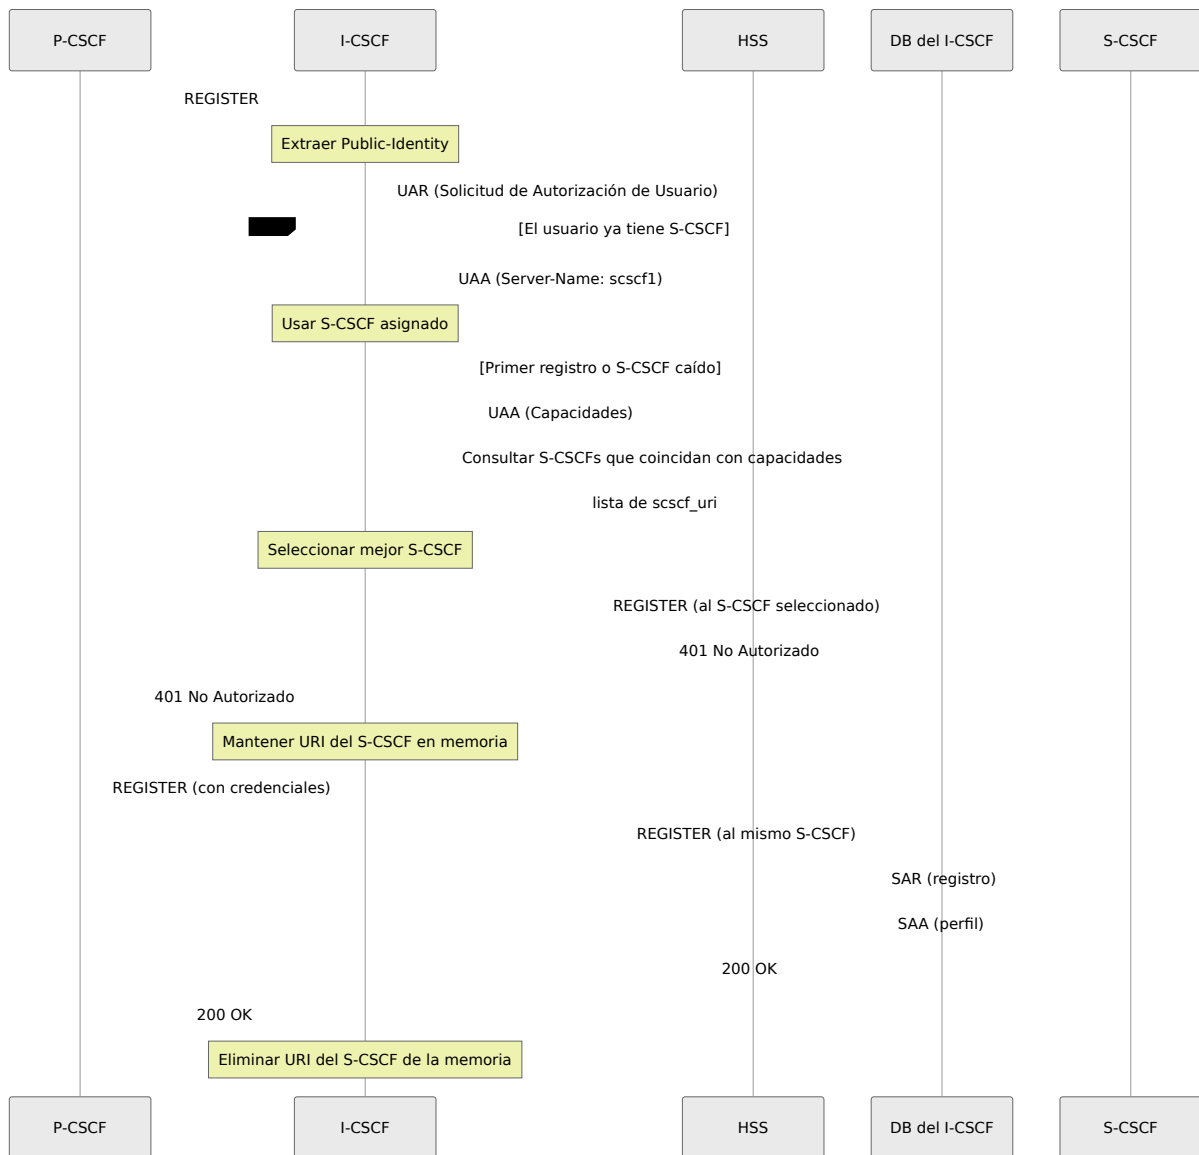 P-CSCF
I-CSCF
HSS
DB del I-CSCF
S-CSCF
REGISTER
Extraer Public-Identity
UAR (Solicitud de Autorización de Usuario)
[El usuario ya tiene S-CSCF]
UAA (Server-Name: scscf1)
Usar S-CSCF asignado
[Primer registro o S-CSCF caído]
UAA (Capacidades)
Consultar S-CSCFs que coincidan con capacidades
lista de scscf_uri
Seleccionar mejor S-CSCF
REGISTER (al S-CSCF seleccionado)
401 No Autorizado
401 No Autorizado
Mantener URI del S-CSCF en memoria
REGISTER (con credenciales)
REGISTER (al mismo S-CSCF)
SAR (registro)
SAA (perfil)
200 OK
200 OK
Eliminar URI del S-CSCF de la memoria
P-CSCF
I-CSCF
HSS
DB del I-CSCF
S-CSCF